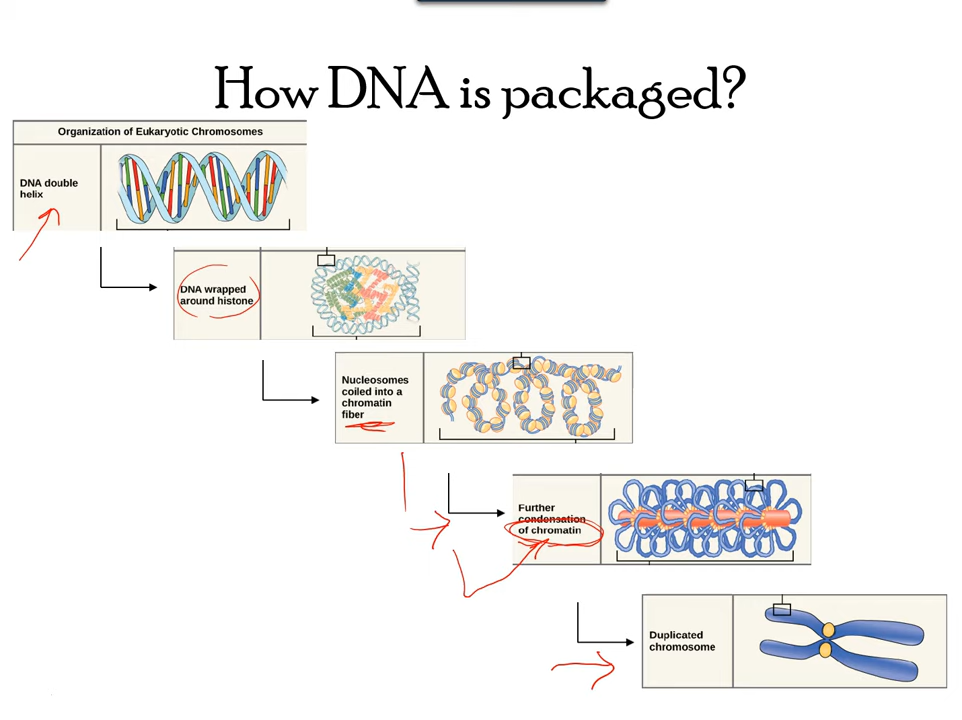 How DNA is packaged?
Organization of Eukaryotic Chromosomes
DNA double
helix
DNA wrapped
around histone
Nucleosomes
coiled into a
chromatin
fiber
Further
condensation
of chromatin
Duplicated
chromosome